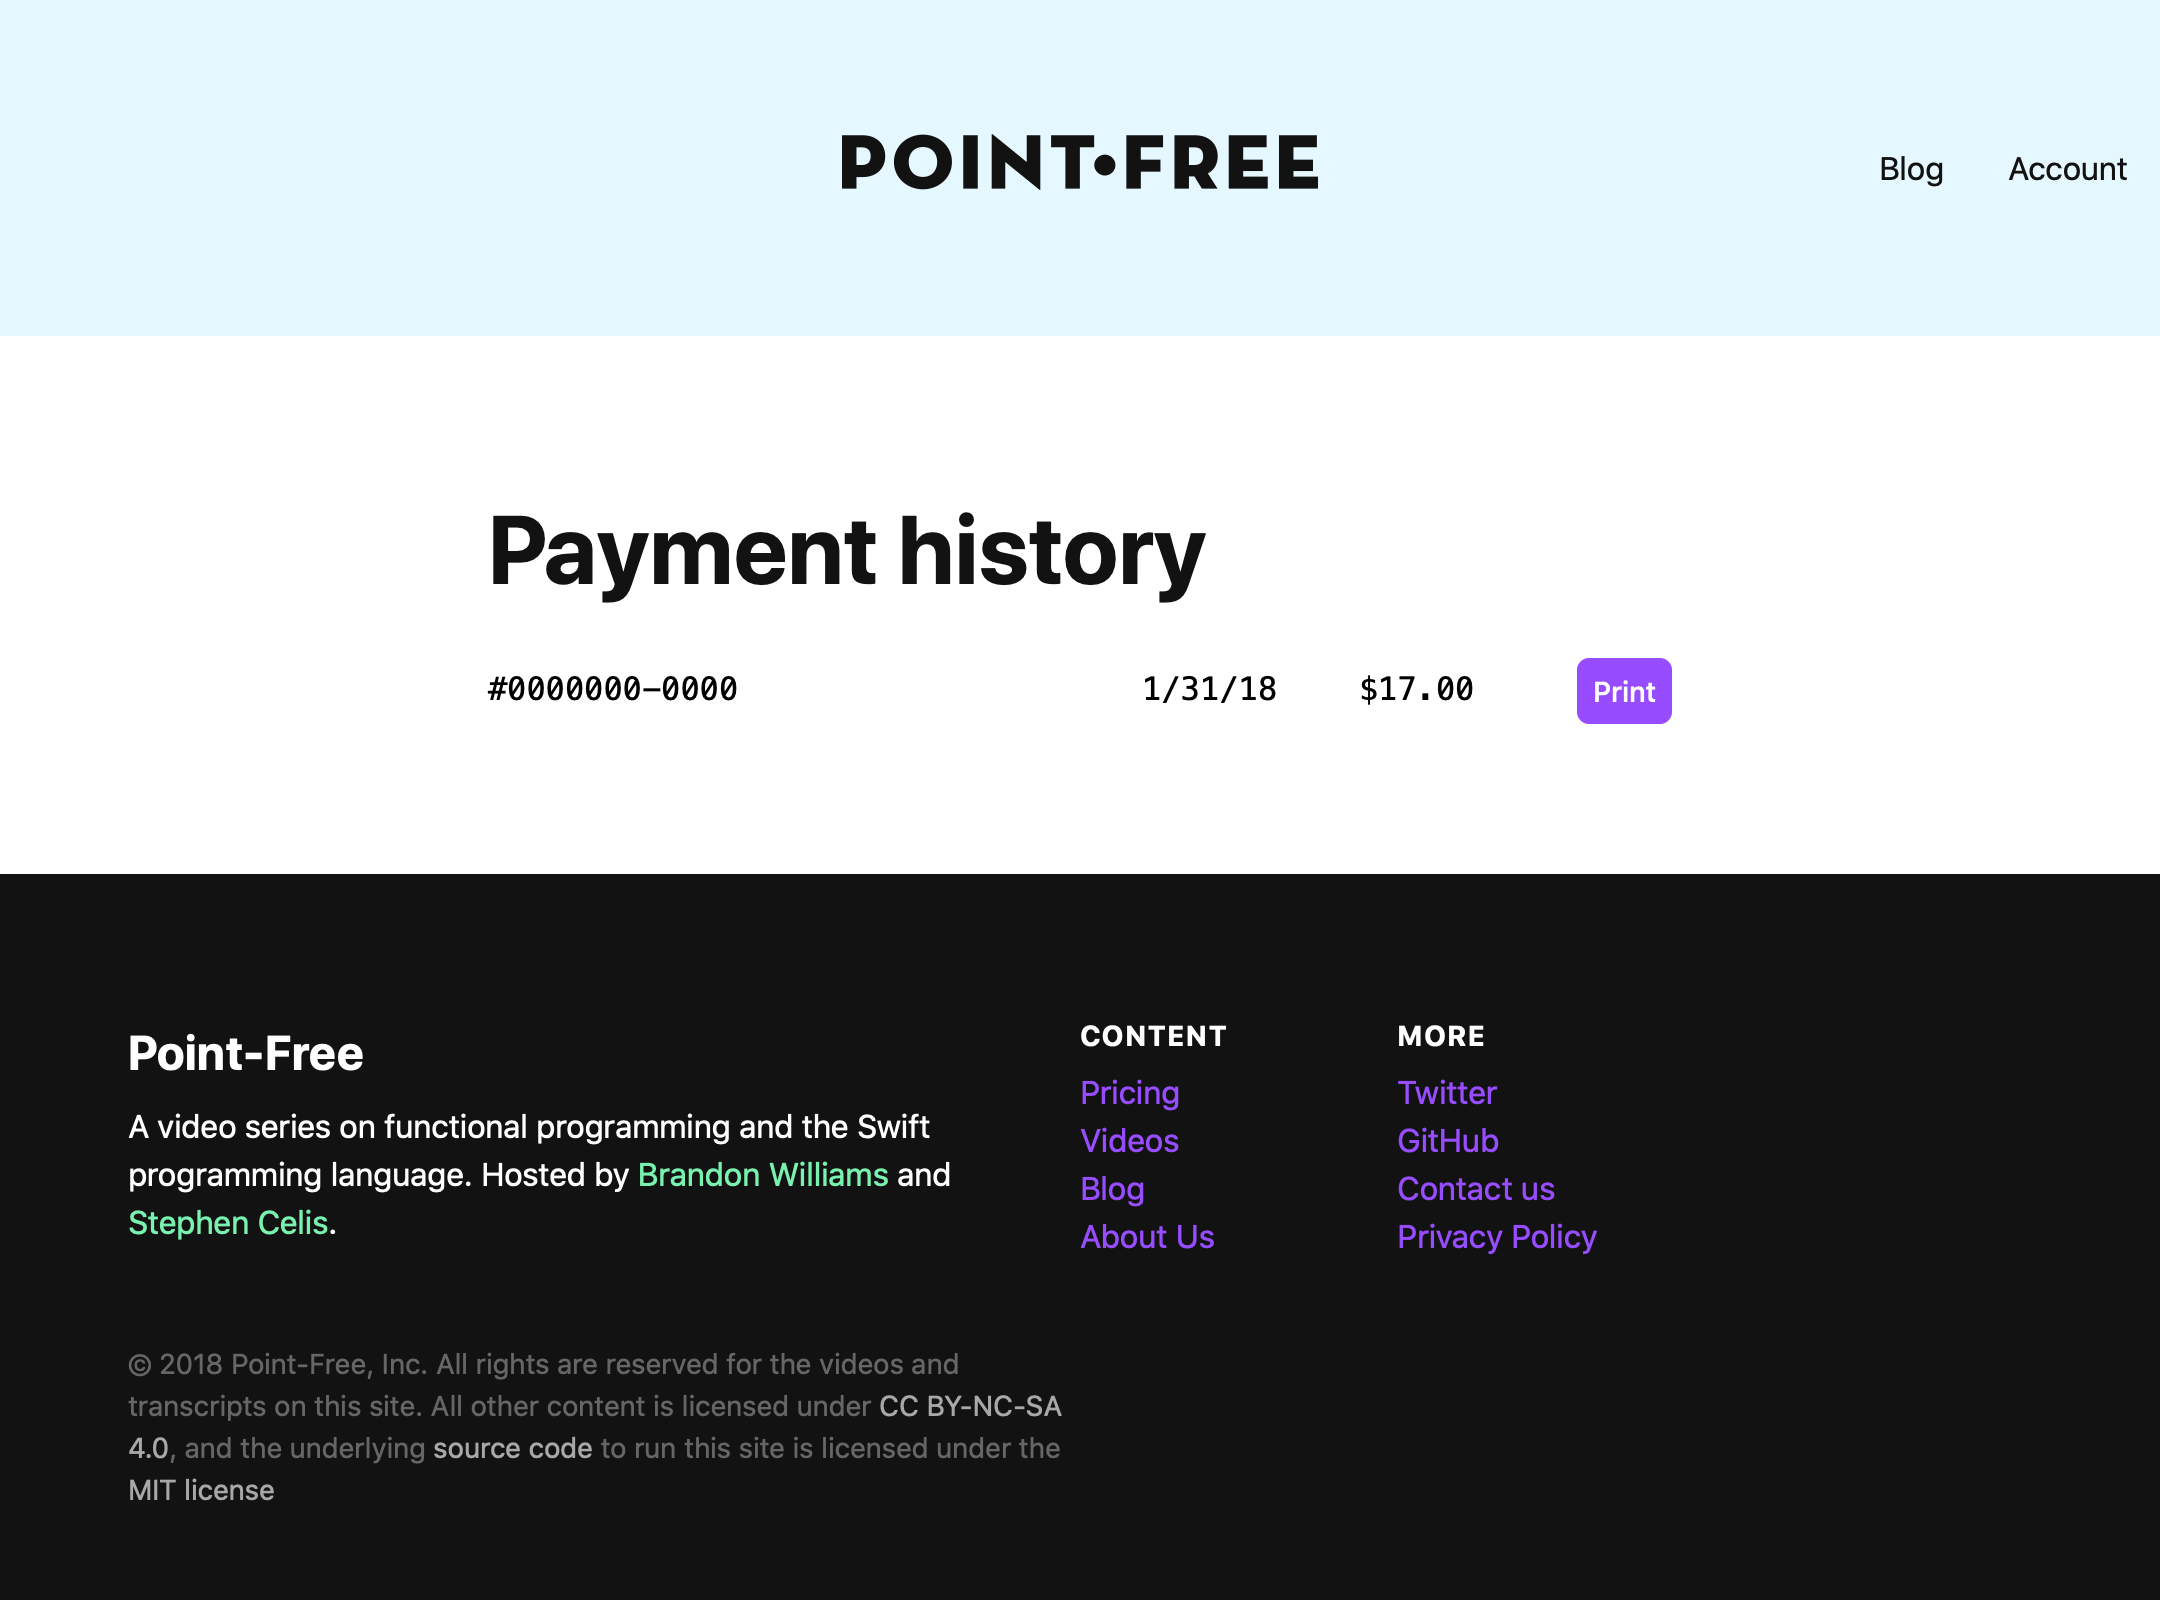 POINT•FREE
Blog
Account
Payment history
#0000000-0000 1/31/18 $17.00 Print
Point-Free
A video series on functional programming and the Swift
programming language. Hosted by Brandon Williams and
Stephen Celis.
CONTENT
Pricing
Videos
Blog
About Us
MORE
Twitter
GitHub
Contact us
Privacy Policy
© 2018 Point-Free, Inc. All rights are reserved for the videos and
transcripts on this site. All other content is licensed under CC BY-NC-SA
4.0, and the underlying source code to run this site is licensed under the
MIT license